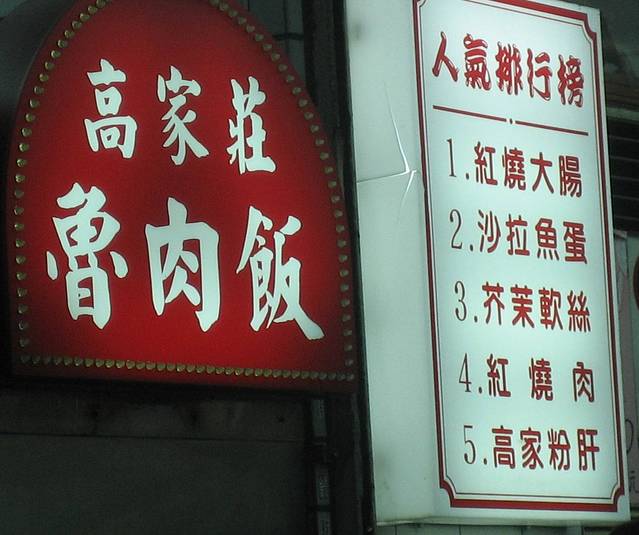 高家莊
魯肉飯
人氣排行榜
1.紅燒大腸
2.沙拉魚蛋
3.芥茉軟絲
4.紅燒肉
5.高家粉肝